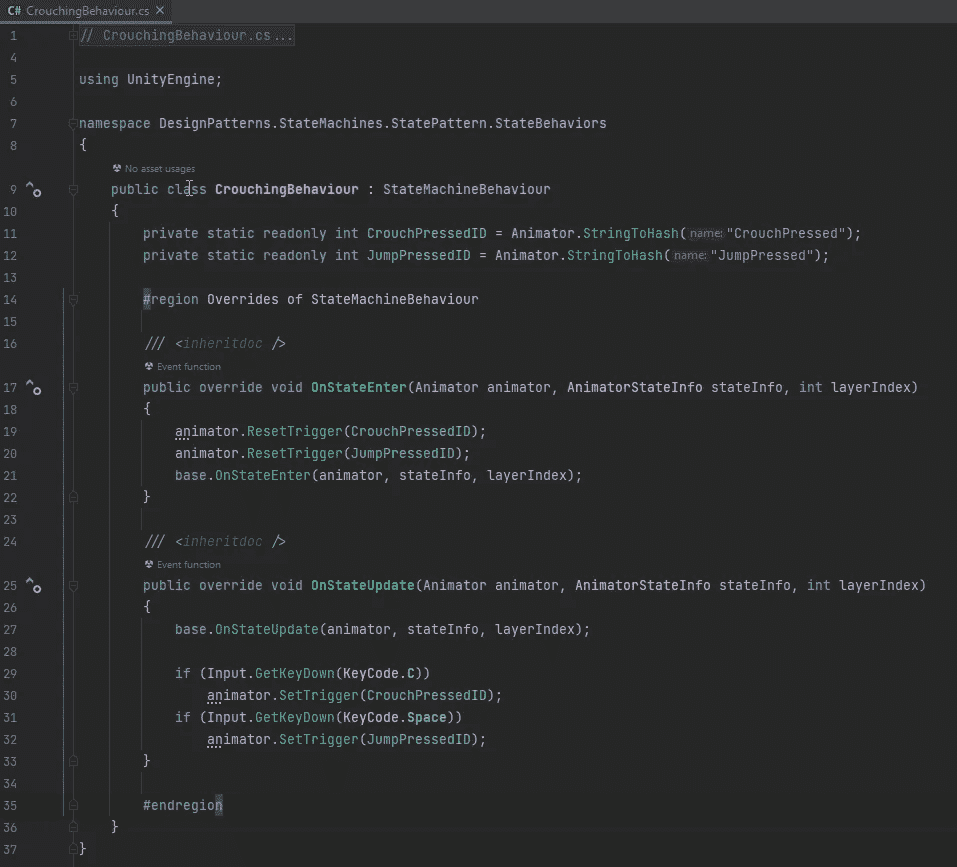 C# CrouchingBehaviour.cs ×
1 // CrouchingBehaviour.cs...
4
5 using UnityEngine;
6
7 namespace DesignPatterns.StateMachines.StatePattern.StateBehaviors
8 {
No asset usages
9 public class CrouchingBehaviour : StateMachineBehaviour
10 {
11 private static readonly int CrouchPressedID = Animator.StringToHash( name: "CrouchPressed");
12 private static readonly int JumpPressedID = Animator.StringToHash( name: "JumpPressed");
13
14 #region Overrides of StateMachineBehaviour
15
16 /// <inheritdoc />
Event function
17 public override void OnStateEnter(Animator animator, AnimatorStateInfo stateInfo, int layerIndex)
18 {
19 animator.ResetTrigger(CrouchPressedID);
20 animator.ResetTrigger(JumpPressedID);
21 base.OnStateEnter(animator, stateInfo, layerIndex);
22 }
23
24 /// <inheritdoc />
Event function
25 public override void OnStateUpdate(Animator animator, AnimatorStateInfo stateInfo, int layerIndex)
26 {
27 base.OnStateUpdate(animator, stateInfo, layerIndex);
28
29 if (Input.GetKeyDown(KeyCode.C))
30 animator.SetTrigger(CrouchPressedID);
31 if (Input.GetKeyDown(KeyCode.Space))
32 animator.SetTrigger(JumpPressedID);
33 }
34
35 #endregion
36 }
37 }